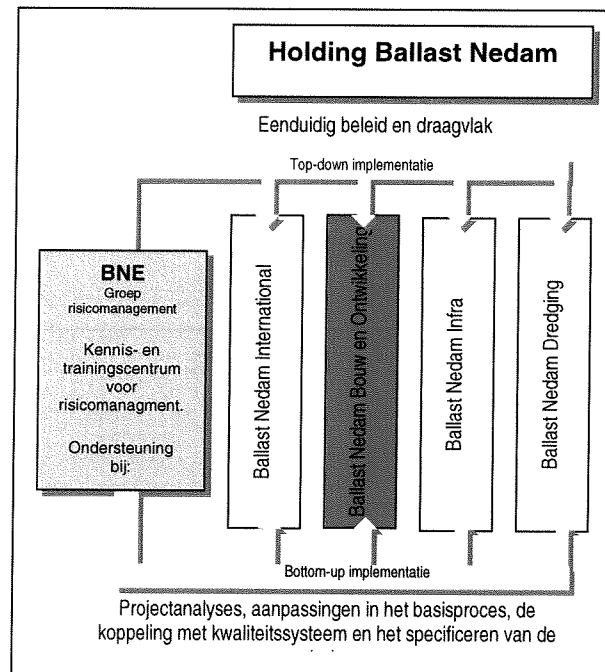 Holding Ballast Nedam
Eenduidig beleid en draagvlak
Top-down implementatie
BNE
Groep
risicomanagement
Kennis- en
trainingscentrum
voor
risicomanagment.
Ondersteuning
bij:
Ballast Nedam International
Ballast Nedam Bouw en Ontwikkeling
Ballast Nedam Infra
Ballast Nedam Dredging
Bottom-up implementatie
Projectanalyses, aanpassingen in het basisproces, de
koppeling met kwaliteitssysteem en het specificeren van de